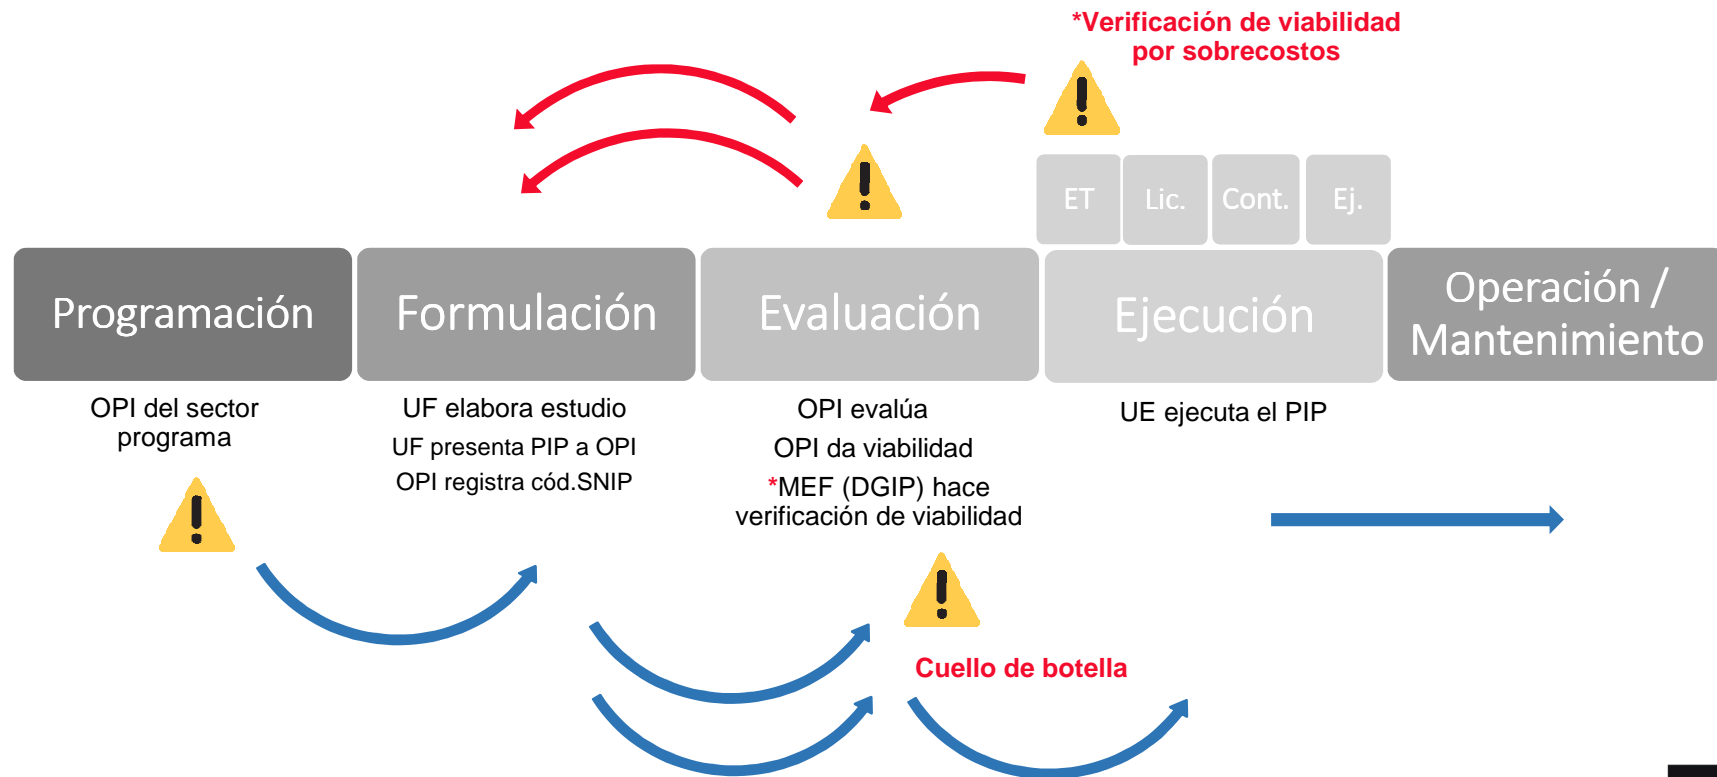 *Verificación de viabilidad
por sobrecostos
ET
Lic.
Cont.
Ej.
Programación
Formulación
Evaluación
Ejecución
Operación /
Mantenimiento
OPI del sector
programa
UF elabora estudio
UF presenta PIP a OPI
OPI registra cód.SNIP
OPI evalúa
OPI da viabilidad
*MEF (DGIP) hace
verificación de viabilidad
UE ejecuta el PIP
Cuello de botella